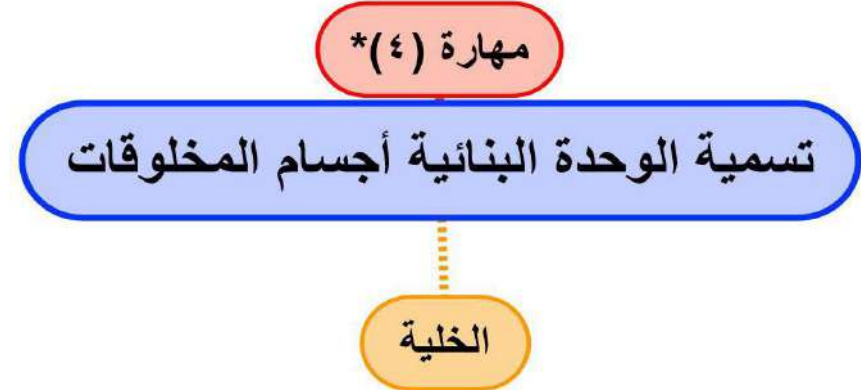 مهارة (٤)*
تسمية الوحدة البنائية أجسام المخلوقات
الخلية